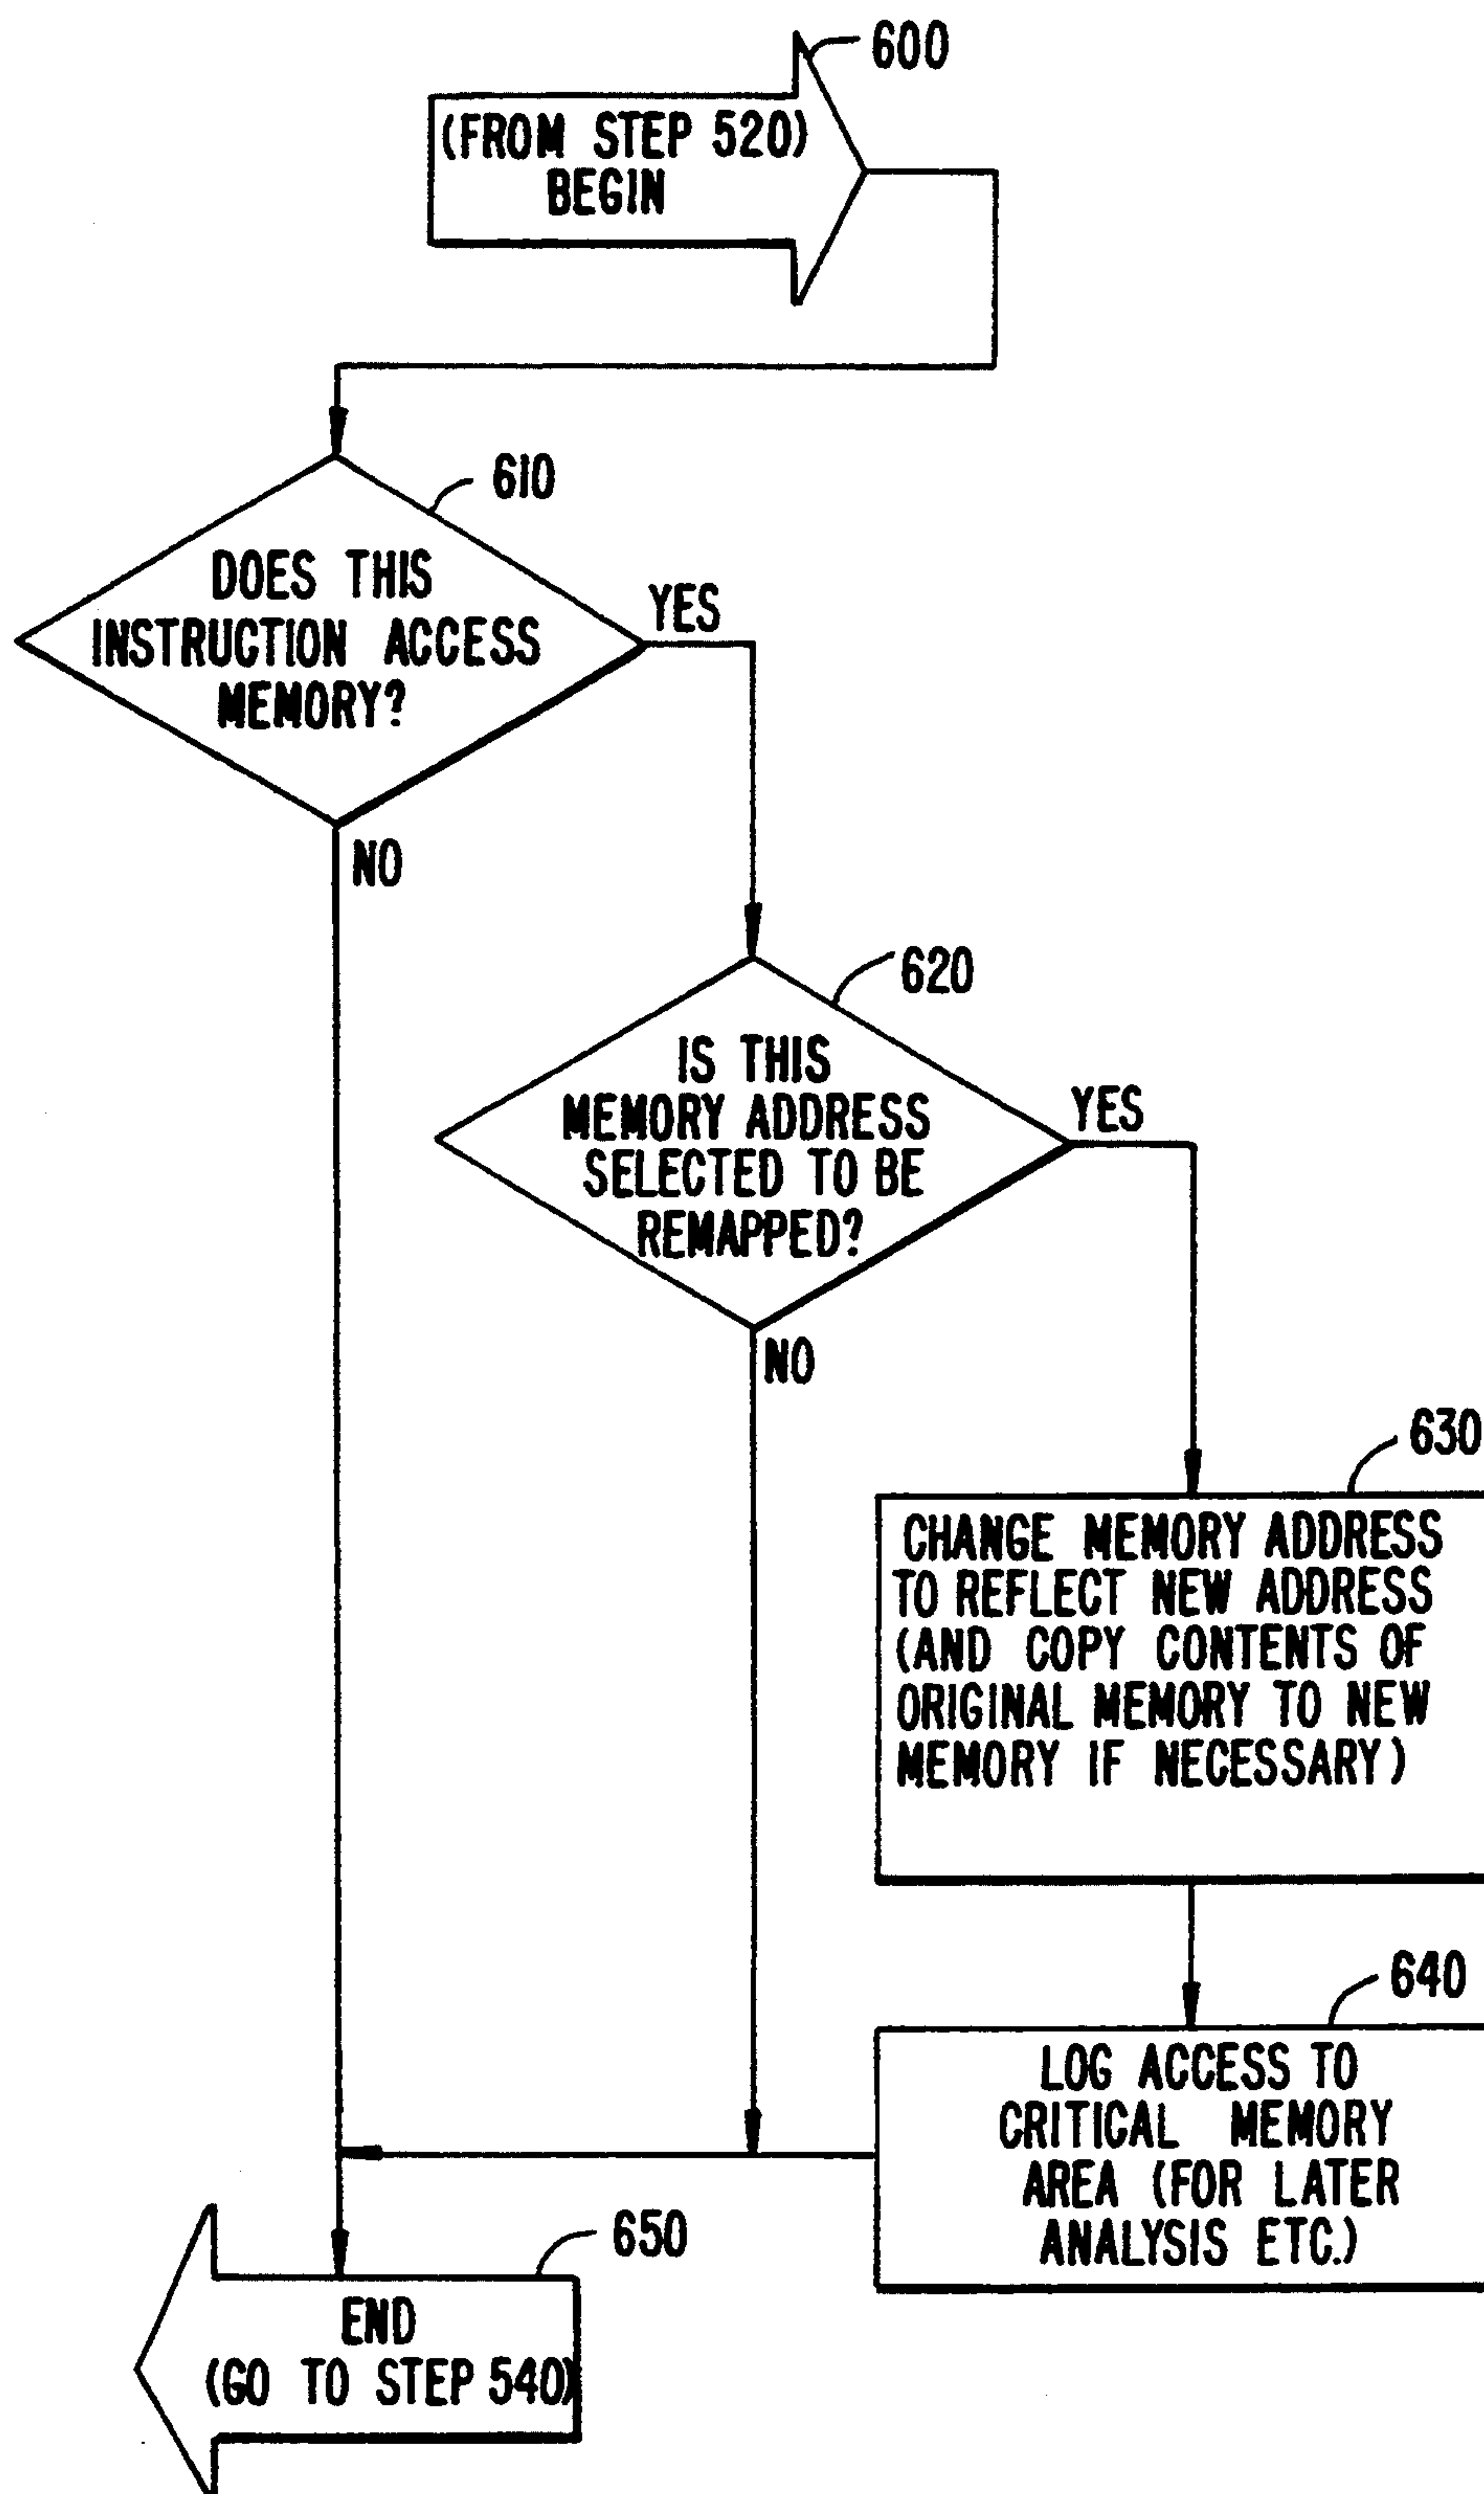 600
(FROM STEP 520)
BEGIN
610
DOES THIS
INSTRUCTION ACCESS
MEMORY?
YES
NO
620
IS THIS
MEMORY ADDRESS
SELECTED TO BE
REMAPPED?
YES
NO
630
CHANGE MEMORY ADDRESS
TO REFLECT NEW ADDRESS
(AND COPY CONTENTS OF
ORIGINAL MEMORY TO NEW
MEMORY IF NECESSARY)
640
LOG ACCESS TO
CRITICAL MEMORY
AREA (FOR LATER
ANALYSIS ETC.)
650
END
(GO TO STEP 540)